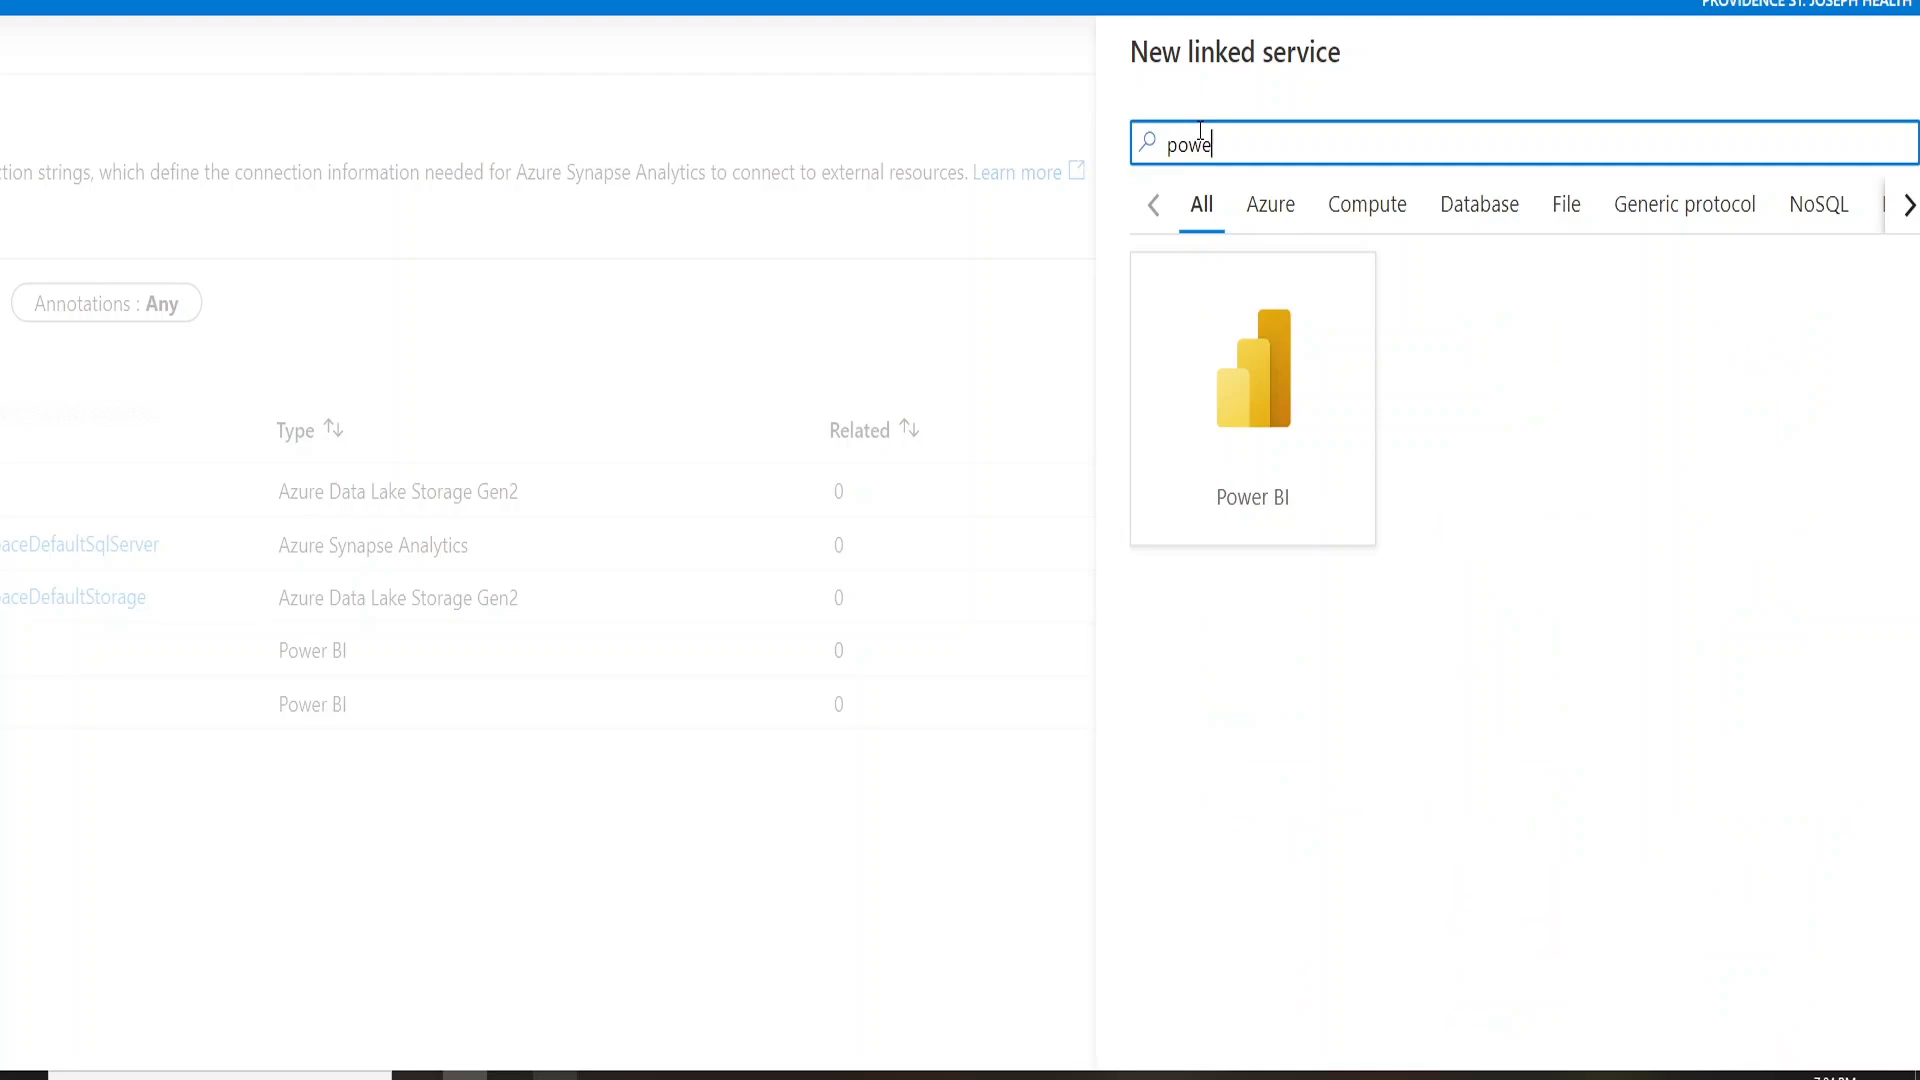 PROVIDENCE ST. JOSEPH HEALTH
New linked service
powe
All Azure Compute Database File Generic protocol NoSQL
Power BI
tion strings, which define the connection information needed for Azure Synapse Analytics to connect to external resources. Learn more
Annotations : Any
Type Related
Azure Data Lake Storage Gen2 0
aceDefaultSqlServer Azure Synapse Analytics 0
aceDefaultStorage Azure Data Lake Storage Gen2 0
Power BI 0
Power BI 0